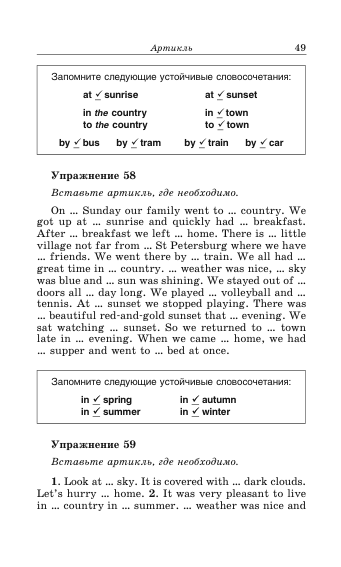 Артикль 49
Запомните следующие устойчивые словосочетания:
at ✓ sunrise at ✓ sunset
in the country in ✓ town
to the country to ✓ town
by ✓ bus by ✓ tram by ✓ train by ✓ car
Упражнение 58
Вставьте артикль, где необходимо.
On ... Sunday our family went to ... country. We
got up at ... sunrise and quickly had ... breakfast.
After ... breakfast we left ... home. There is ... little
village not far from ... St Petersburg where we have
... friends. We went there by ... train. We all had ...
great time in ... country. ... weather was nice, ... sky
was blue and ... sun was shining. We stayed out of ...
doors all ... day long. We played ... volleyball and ...
tennis. At ... sunset we stopped playing. There was
... beautiful red-and-gold sunset that ... evening. We
sat watching ... sunset. So we returned to ... town
late in ... evening. When we came ... home, we had
... supper and went to ... bed at once.
Запомните следующие устойчивые словосочетания:
in ✓ spring in ✓ autumn
in ✓ summer in ✓ winter
Упражнение 59
Вставьте артикль, где необходимо.
1. Look at ... sky. It is covered with ... dark clouds.
Let's hurry ... home. 2. It was very pleasant to live
in ... country in ... summer. ... weather was nice and